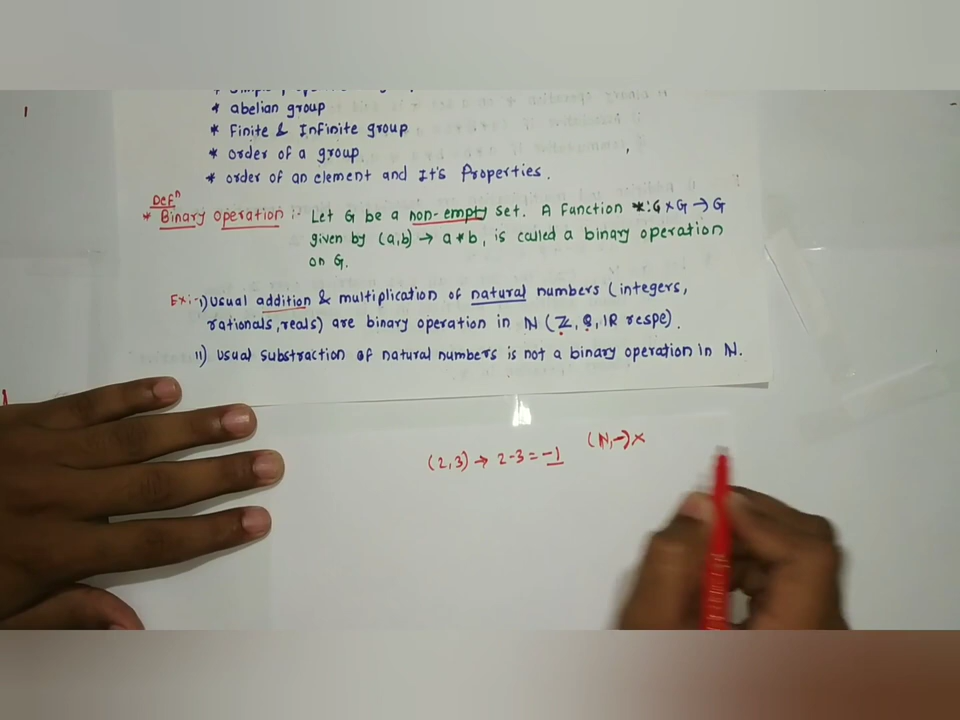 * abelian group
* Finite & Infinite group
* order of a group
* order of an element and It's Properties.
Defⁿ
* Binary operation :- Let G be a non-empty set. A Function *: G × G → G
given by (a,b) → a * b, is called a binary operation
on G.
Ex:- i) Usual addition & multiplication of natural numbers (integers,
rationals, reals) are binary operation in N (Z, Q, IR respe).
ii) Usual Substraction of natural numbers is not a binary operation in N.
(N,-) ×
(2,3) → 2-3 = -1